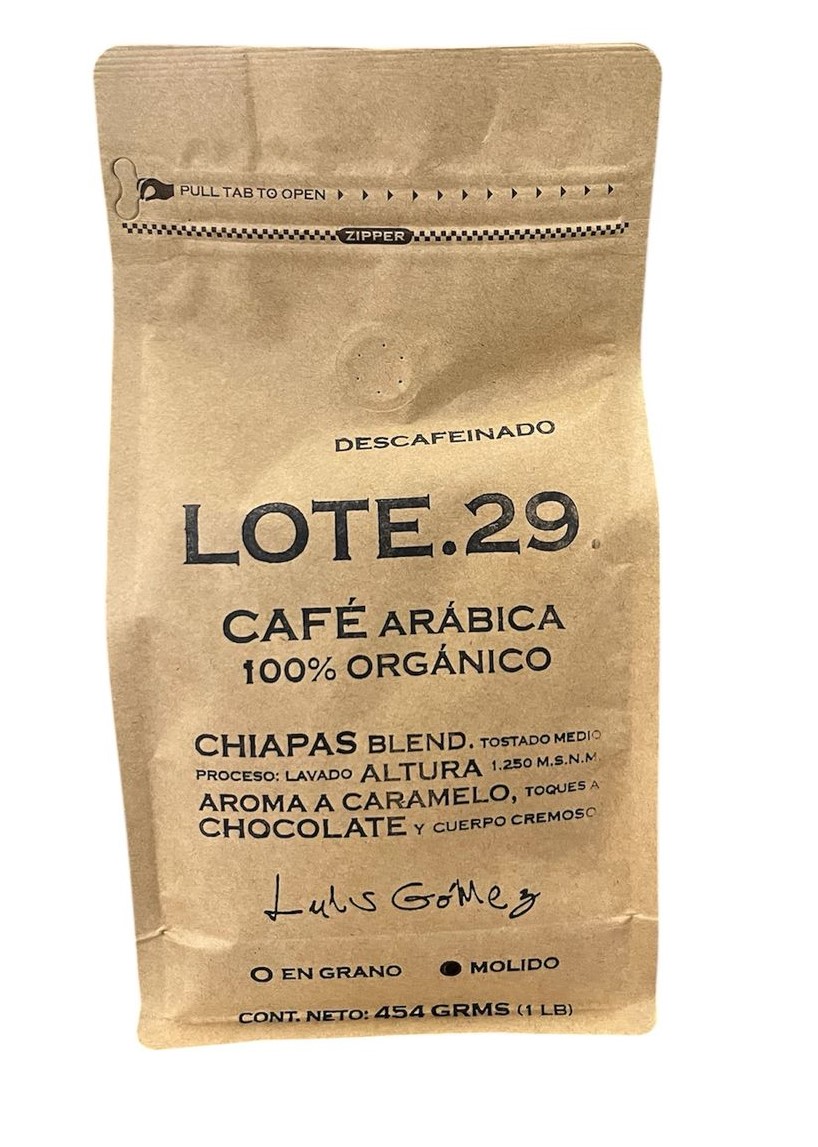 PULL TAB TO OPEN
ZIPPER
DESCAFEINADO
LOTE.29
CAFÉ ARÁBICA
100% ORGÁNICO
CHIAPAS BLEND. TOSTADO MEDIO
PROCESO: LAVADO ALTURA 1.250 M.S.N.M.
AROMA A CARAMELO, TOQUES A
CHOCOLATE Y CUERPO CREMOSO
Luis Gómez
EN GRANO MOLIDO
CONT. NETO: 454 GRMS (1 LB)